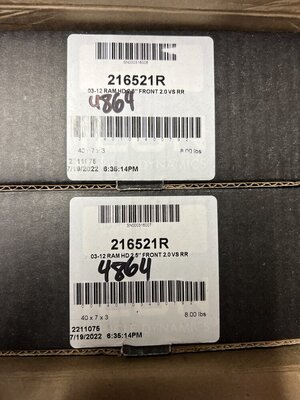 216521R
03-12 RAM HD 2.5" FRONT 2.0 VS RR
4864
40 x 7 x 3
8.00 lbs
2211075
7/19/2022 6:35:14PM
216521R
03-12 RAM HD 2.5" FRONT 2.0 VS RR
4864
40 x 7 x 3
8.00 lbs
2211075
7/19/2022 6:35:14PM